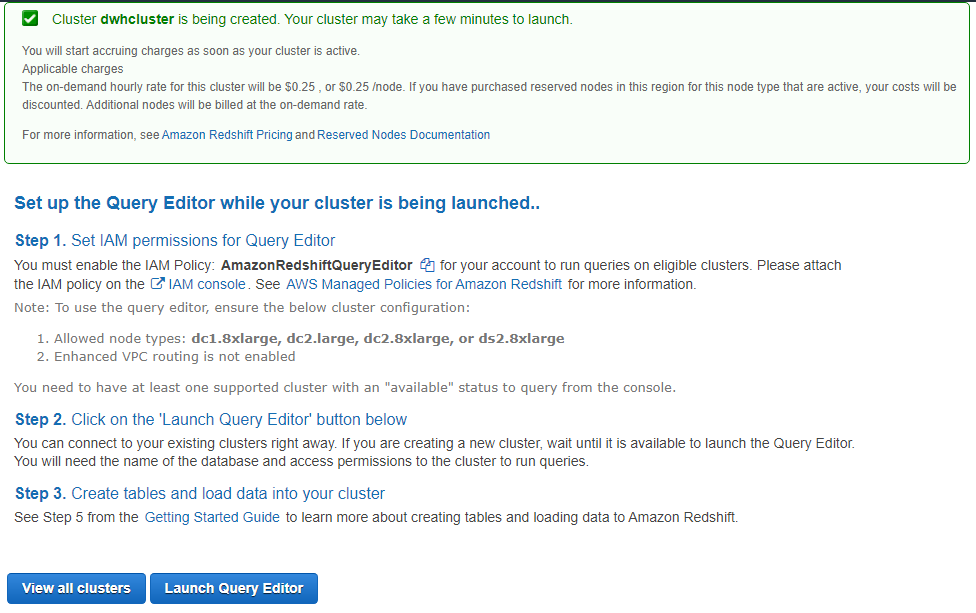 Cluster dwhcluster is being created. Your cluster may take a few minutes to launch.
You will start accruing charges as soon as your cluster is active.
Applicable charges
The on-demand hourly rate for this cluster will be $0.25 , or $0.25 /node. If you have purchased reserved nodes in this region for this node type that are active, your costs will be
discounted. Additional nodes will be billed at the on-demand rate.
For more information, see Amazon Redshift Pricing and Reserved Nodes Documentation
Set up the Query Editor while your cluster is being launched..
Step 1. Set IAM permissions for Query Editor
You must enable the IAM Policy: AmazonRedshiftQueryEditor for your account to run queries on eligible clusters. Please attach
the IAM policy on the IAM console. See AWS Managed Policies for Amazon Redshift for more information.
Note: To use the query editor, ensure the below cluster configuration:
1. Allowed node types: dc1.8xlarge, dc2.large, dc2.8xlarge, or ds2.8xlarge
2. Enhanced VPC routing is not enabled
You need to have at least one supported cluster with an "available" status to query from the console.
Step 2. Click on the 'Launch Query Editor' button below
You can connect to your existing clusters right away. If you are creating a new cluster, wait until it is available to launch the Query Editor.
You will need the name of the database and access permissions to the cluster to run queries.
Step 3. Create tables and load data into your cluster
See Step 5 from the Getting Started Guide to learn more about creating tables and loading data to Amazon Redshift.
View all clusters Launch Query Editor